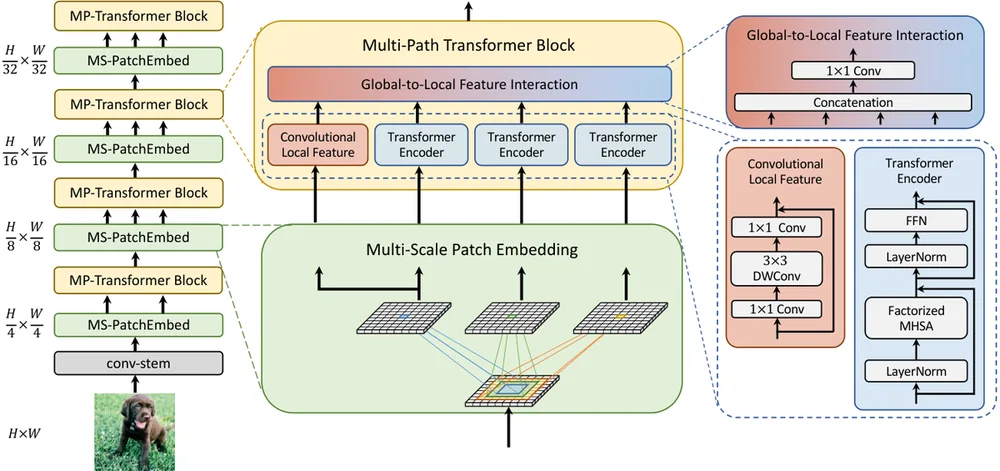 MP-Transformer Block
H/32 × W/32
MS-PatchEmbed
MP-Transformer Block
H/16 × W/16
MS-PatchEmbed
MP-Transformer Block
H/8 × W/8
MS-PatchEmbed
MP-Transformer Block
H/4 × W/4
MS-PatchEmbed
conv-stem
H×W
Multi-Path Transformer Block
Global-to-Local Feature Interaction
Convolutional
Local Feature
Transformer
Encoder
Transformer
Encoder
Transformer
Encoder
Multi-Scale Patch Embedding
Global-to-Local Feature Interaction
1×1 Conv
Concatenation
Convolutional
Local Feature
1×1 Conv
3×3
DWConv
1×1 Conv
Transformer
Encoder
FFN
LayerNorm
Factorized
MHSA
LayerNorm